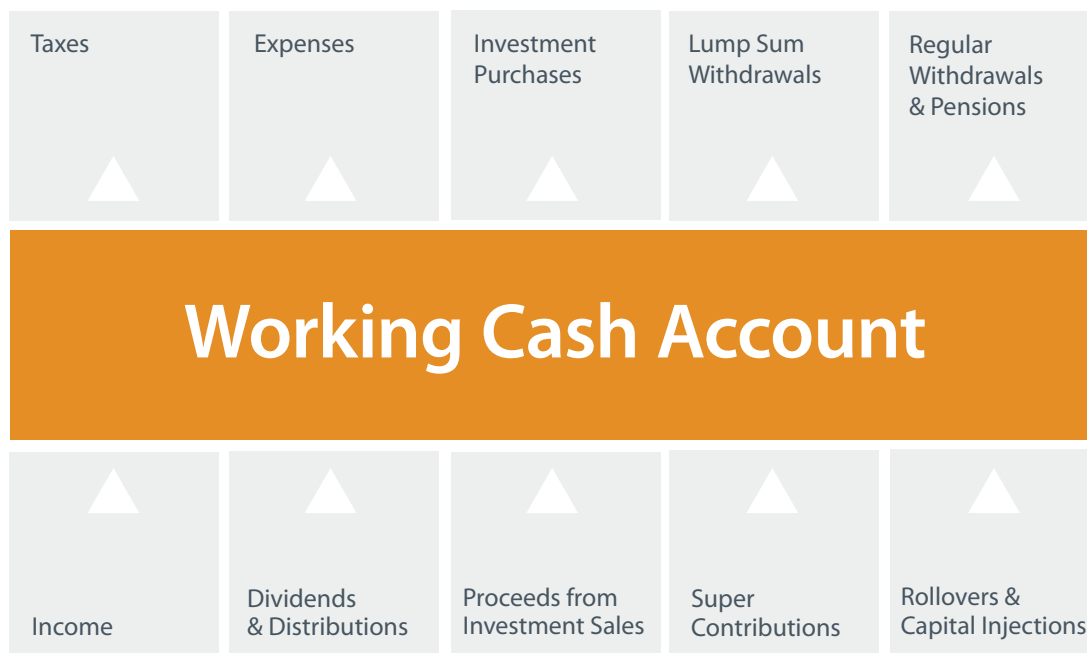 Taxes
Expenses
Investment
Purchases
Lump Sum
Withdrawals
Regular
Withdrawals
& Pensions
Working Cash Account
Income
Dividends
& Distributions
Proceeds from
Investment Sales
Super
Contributions
Rollovers &
Capital Injections